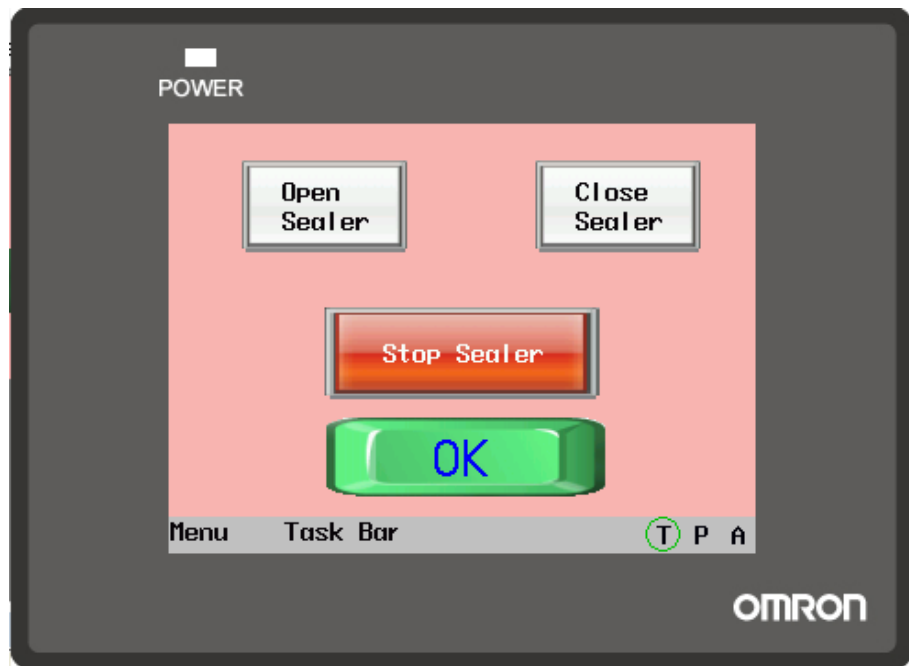 POWER
Open
Sealer
Close
Sealer
Stop Sealer
OK
Menu Task Bar T P A
OMRON